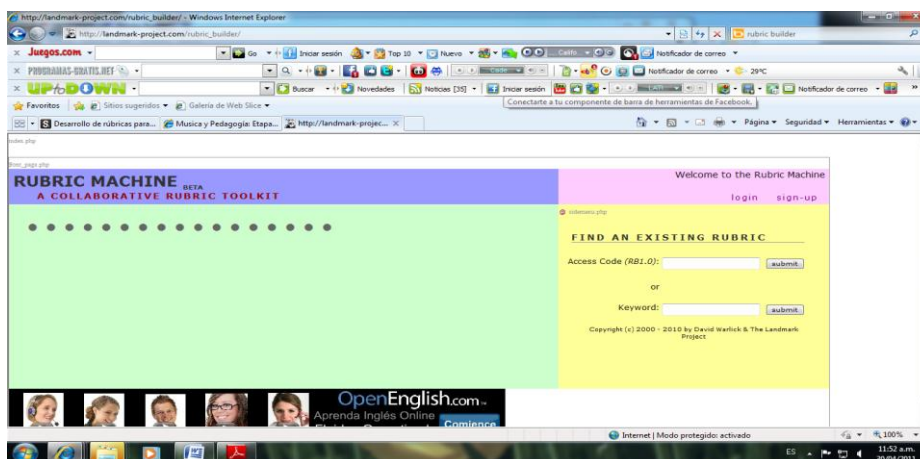 http://landmark-project.com/rubric_builder/ - Windows Internet Explorer
http://landmark-project.com/rubric_builder/
rubric builder
Juegos.com
Go
Iniciar sesión
Top 10
Nuevo
Notificador de correo
PROGRAMAS-GRATIS.NET
Notificador de correo
29°C
UPtoDOWN
Buscar
Novedades
Noticias [35]
Iniciar sesión
Notificador de correo
Favoritos
Sitios sugeridos
Galería de Web Slice
Conectarte a tu componente de barra de herramientas de Facebook.
Desarrollo de rúbricas para...
Musica y Pedagogia: Etapa...
http://landmark-projec...
Página
Seguridad
Herramientas
index.php
RUBRIC MACHINE BETA
A COLLABORATIVE RUBRIC TOOLKIT
Welcome to the Rubric Machine
login sign-up
sidemenu.php
FIND AN EXISTING RUBRIC
Access Code (RB1.0): submit
or
Keyword: submit
Copyright (c) 2000 - 2010 by David Warlick & The Landmark
Project
OpenEnglish.com
Aprenda Inglés Online
Comience
Internet | Modo protegido: activado
100%
ES
11:52 a.m.
30/04/2011